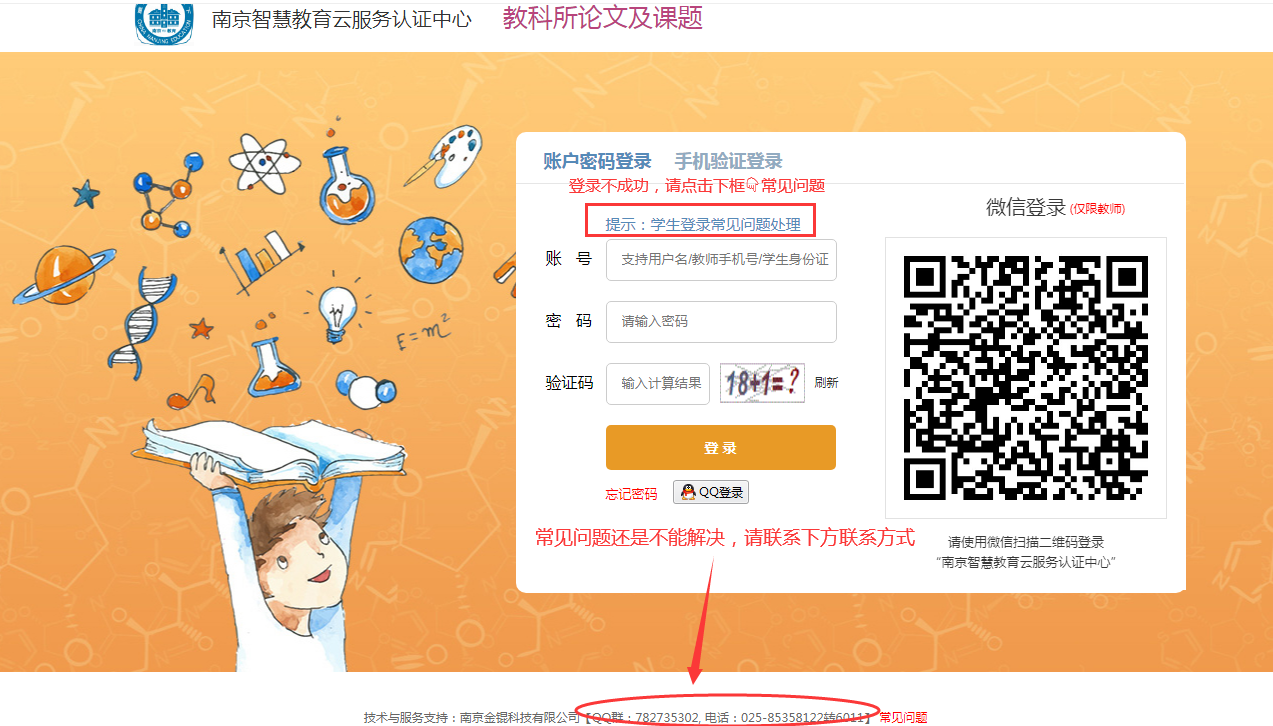 南京智慧教育云服务认证中心 教科所论文及课题
账户密码登录 手机验证登录
登录不成功，请点击下框👇常见问题
提示：学生登录常见问题处理
账 号 支持用户名/教师手机号/学生身份证
密 码 请输入密码
验证码 输入计算结果 18+1=? 刷新
登 录
忘记密码 QQ登录
常见问题还是不能解决，请联系下方联系方式
微信登录 (仅限教师)
请使用微信扫描二维码登录
“南京智慧教育云服务认证中心”
E=m²
技术与服务支持：南京金锟科技有限公司【QQ群：782735302, 电话：025-85358122转6011】 常见问题